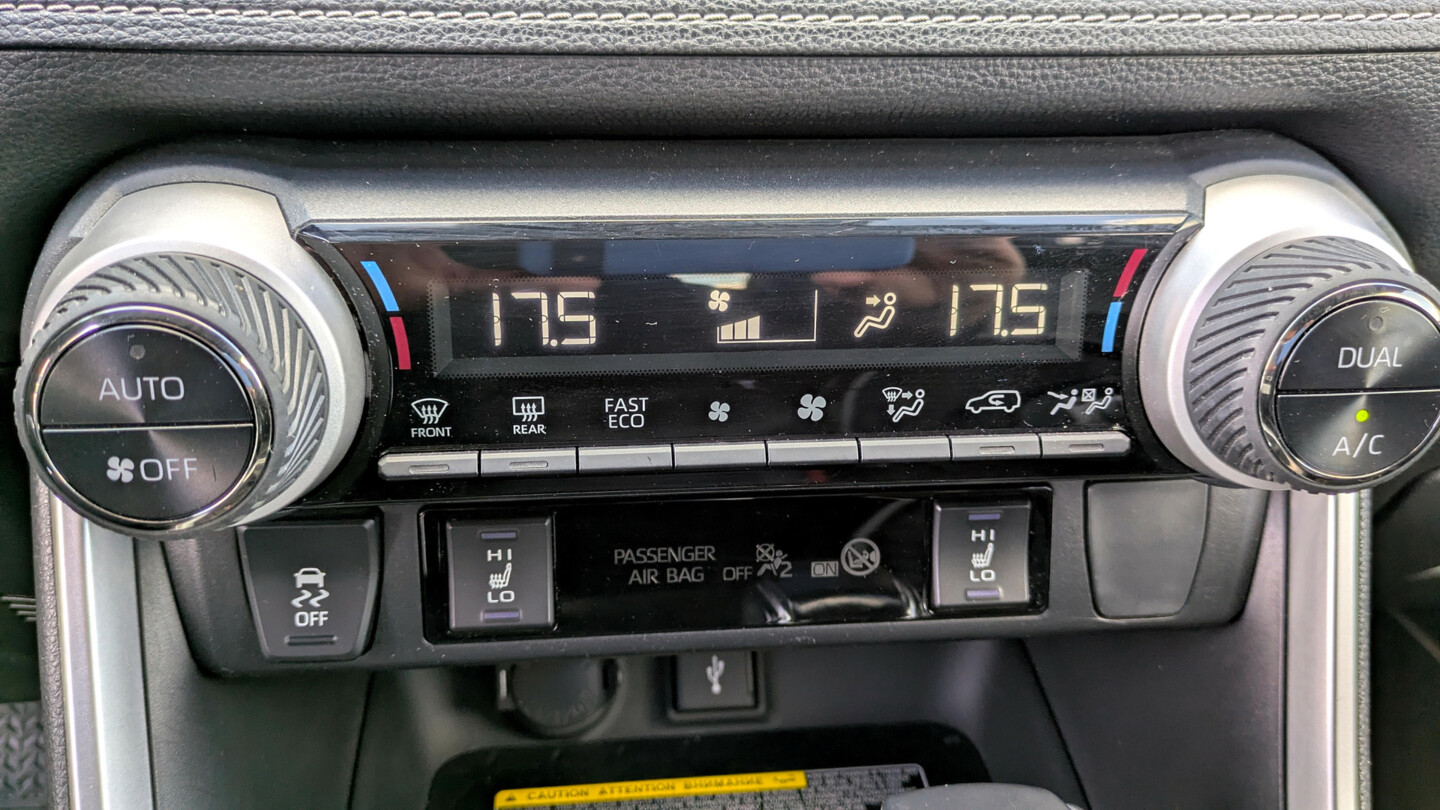 17.5
17.5
AUTO
OFF
FRONT
REAR
FAST
ECO
DUAL
A/C
OFF
HI
LO
PASSENGER
AIR BAG OFF 2 ON
HI
LO
CAUTION ATTENTION ВНИМАНИЕ